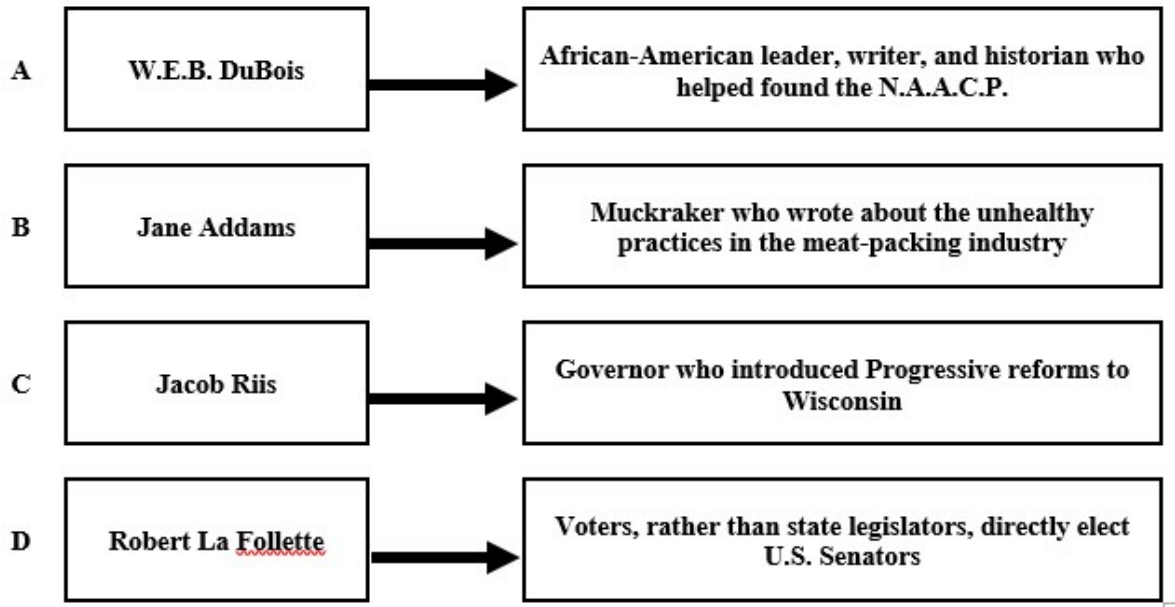 A
W.E.B. DuBois
African-American leader, writer, and historian who
helped found the N.A.A.C.P.
B
Jane Addams
Muckraker who wrote about the unhealthy
practices in the meat-packing industry
C
Jacob Riis
Governor who introduced Progressive reforms to
Wisconsin
D
Robert La Follette
Voters, rather than state legislators, directly elect
U.S. Senators